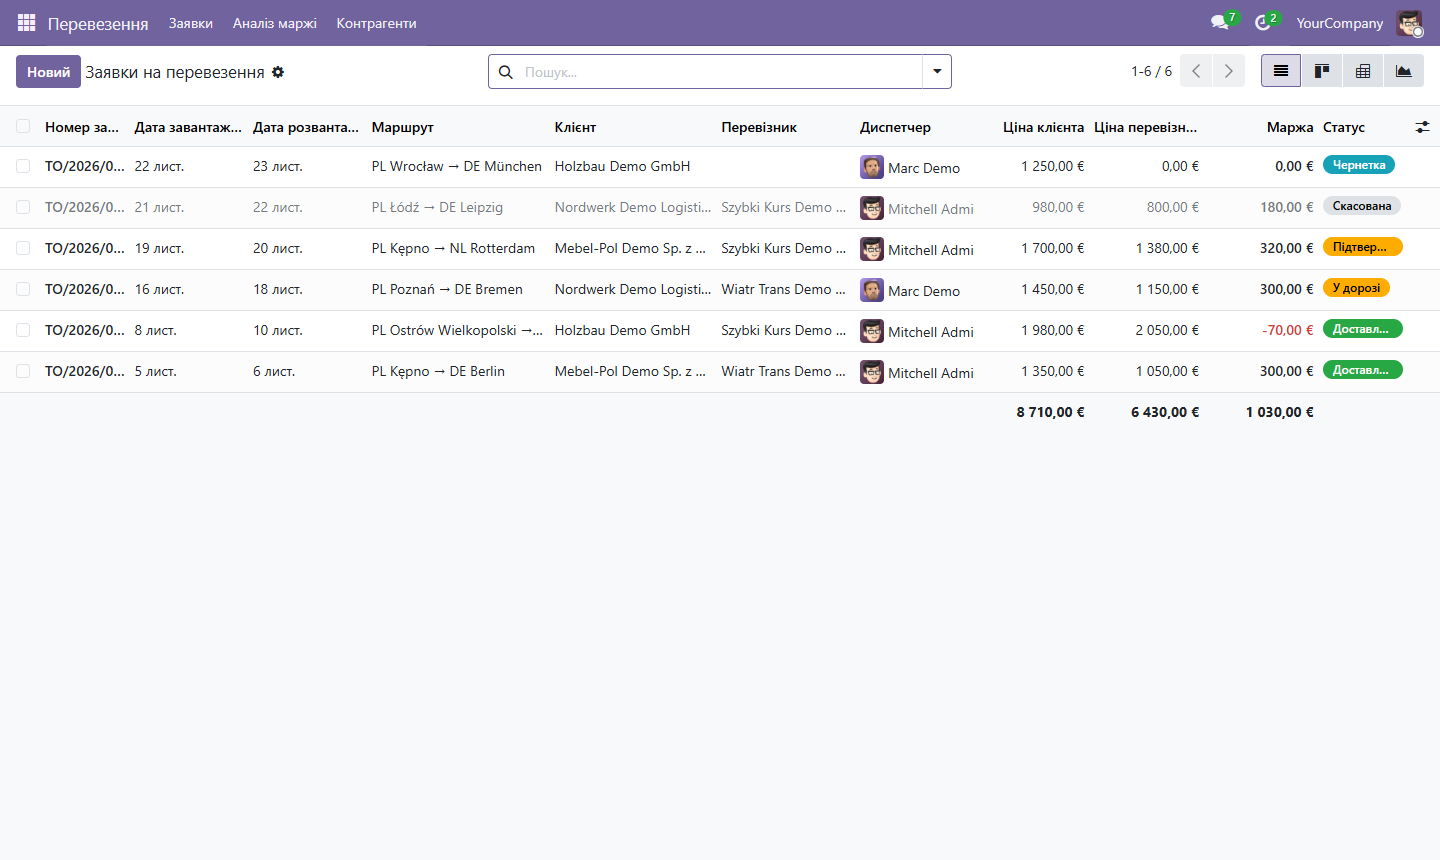 Перевезення Заявки Аналіз маржі Контрагенти 7 2 YourCompany
Новий Заявки на перевезення Пошук... 1-6 / 6
Номер за... Дата завантаж... Дата розванта... Маршрут Клієнт Перевізник Диспетчер Ціна клієнта Ціна перевізн... Маржа Статус
TO/2026/0... 22 лист. 23 лист. PL Wrocław → DE München Holzbau Demo GmbH Marc Demo 1 250,00 € 0,00 € 0,00 € Чернетка
TO/2026/0... 21 лист. 22 лист. PL Łódź → DE Leipzig Nordwerk Demo Logisti... Szybki Kurs Demo ... Mitchell Admi 980,00 € 800,00 € 180,00 € Скасована
TO/2026/0... 19 лист. 20 лист. PL Kępno → NL Rotterdam Mebel-Pol Demo Sp. z ... Szybki Kurs Demo ... Mitchell Admi 1 700,00 € 1 380,00 € 320,00 € Підтвер...
TO/2026/0... 16 лист. 18 лист. PL Poznań → DE Bremen Nordwerk Demo Logisti... Wiatr Trans Demo ... Marc Demo 1 450,00 € 1 150,00 € 300,00 € У дорозі
TO/2026/0... 8 лист. 10 лист. PL Ostrów Wielkopolski →... Holzbau Demo GmbH Szybki Kurs Demo ... Mitchell Admi 1 980,00 € 2 050,00 € -70,00 € Доставл...
TO/2026/0... 5 лист. 6 лист. PL Kępno → DE Berlin Mebel-Pol Demo Sp. z ... Wiatr Trans Demo ... Mitchell Admi 1 350,00 € 1 050,00 € 300,00 € Доставл...
8 710,00 € 6 430,00 € 1 030,00 €